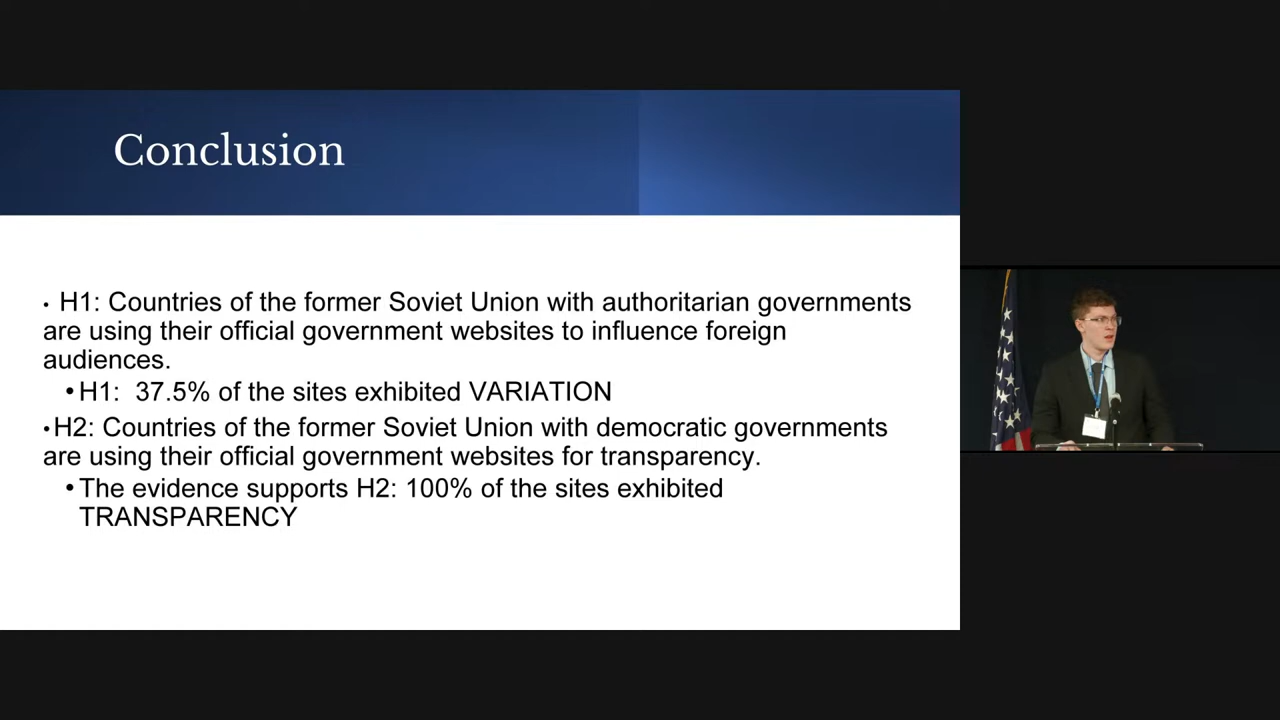 Conclusion
• H1: Countries of the former Soviet Union with authoritarian governments
are using their official government websites to influence foreign
audiences.
•H1: 37.5% of the sites exhibited VARIATION
•H2: Countries of the former Soviet Union with democratic governments
are using their official government websites for transparency.
•The evidence supports H2: 100% of the sites exhibited
TRANSPARENCY